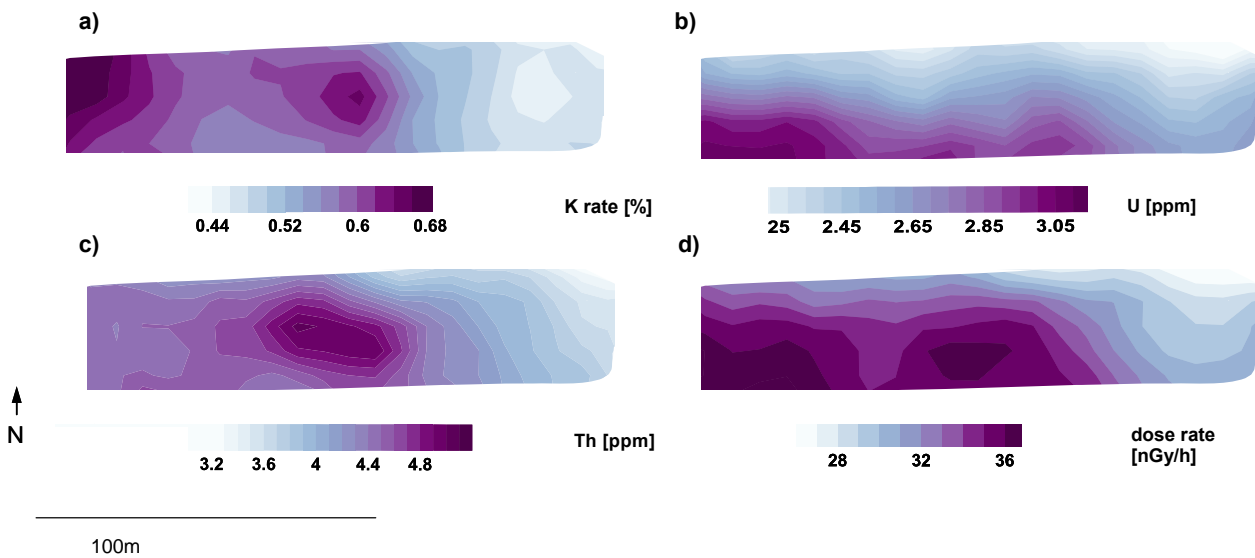 a)
b)
0.44 0.52 0.6 0.68
K rate [%]
25 2.45 2.65 2.85 3.05
U [ppm]
c)
d)
N
3.2 3.6 4 4.4 4.8
Th [ppm]
28 32 36
dose rate
[nGy/h]
100m